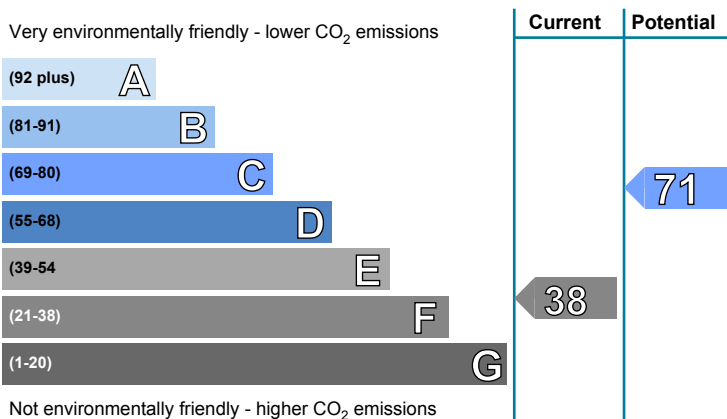 Current Potential
Very environmentally friendly - lower CO2 emissions
(92 plus) A
(81-91) B
(69-80) C
71
(55-68) D
(39-54 E
38
(21-38) F
(1-20) G
Not environmentally friendly - higher CO2 emissions